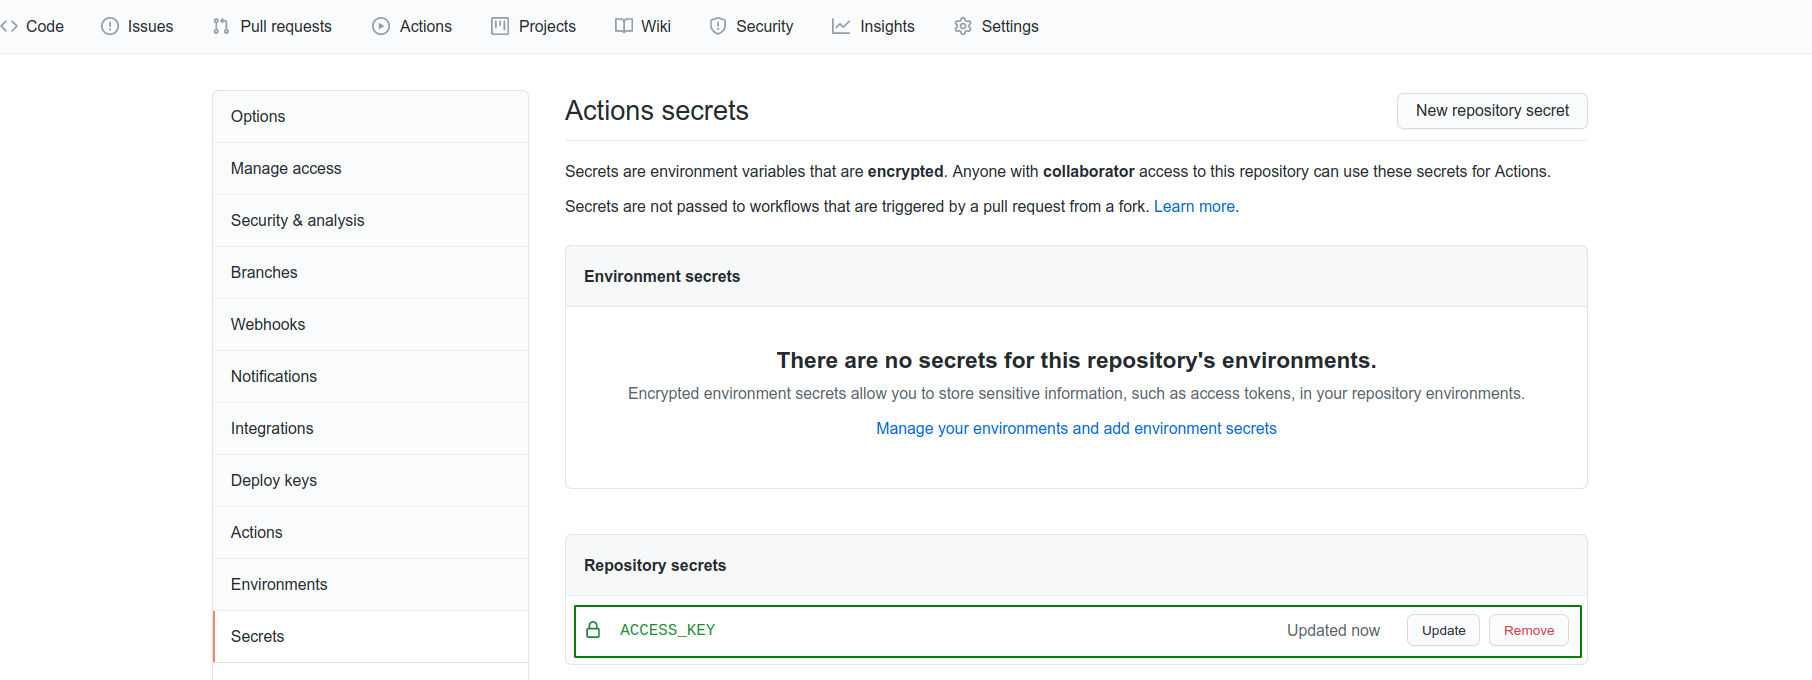 Code Issues Pull requests Actions Projects Wiki Security Insights Settings
Options
Manage access
Security & analysis
Branches
Webhooks
Notifications
Integrations
Deploy keys
Actions
Environments
Secrets
Actions secrets
New repository secret
Secrets are environment variables that are encrypted. Anyone with collaborator access to this repository can use these secrets for Actions.
Secrets are not passed to workflows that are triggered by a pull request from a fork. Learn more.
Environment secrets
There are no secrets for this repository's environments.
Encrypted environment secrets allow you to store sensitive information, such as access tokens, in your repository environments.
Manage your environments and add environment secrets
Repository secrets
ACCESS_KEY Updated now Update Remove